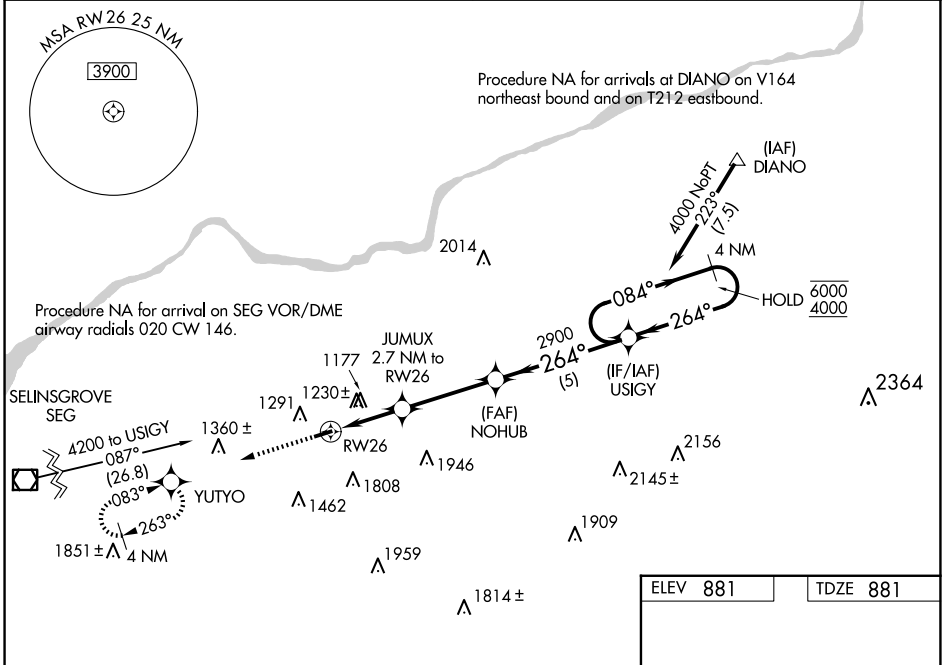 MSA RW26 25 NM
3900
Procedure NA for arrivals at DIANO on V164
northeast bound and on T212 eastbound.
(IAF)
DIANO
4000 NoPT
223°
(7.5)
4 NM
2014
084°
HOLD
6000
4000
264°
Procedure NA for arrival on SEG VOR/DME
airway radials 020 CW 146.
2900
264°
(5)
(IF/IAF)
USIGY
JUMUX
2.7 NM to
RW26
1177
1230 ±
1291
(FAF)
NOHUB
2364
SELINSGROVE
SEG
4200 to USIGY
087°
(26.8)
1360 ±
RW26
1946
2156
2145 ±
083°
YUTYO
263°
1808
1462
1909
1851 ±
4 NM
1959
1814 ±
ELEV 881
TDZE 881